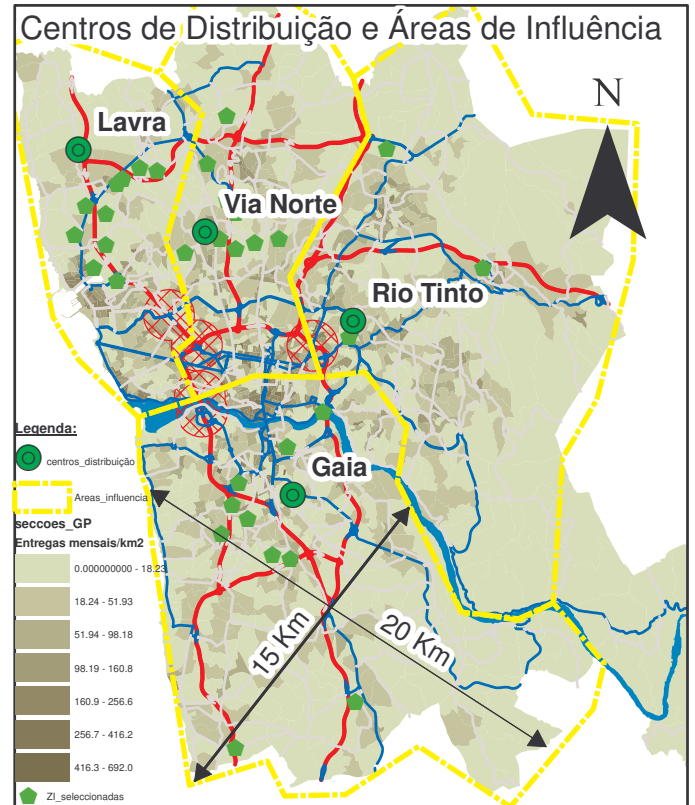 Centros de Distribuição e Áreas de Influência
N
Lavra
Via Norte
Rio Tinto
Gaia
15 Km
20 Km
Legenda:
centros_distribuição
Areas_influencia
seccoes_GP
Entregas mensais/km2
0.000000000 - 18.23
18.24 - 51.93
51.94 - 98.18
98.19 - 160.8
160.9 - 256.6
256.7 - 416.2
416.3 - 692.0
ZI_seleccionadas